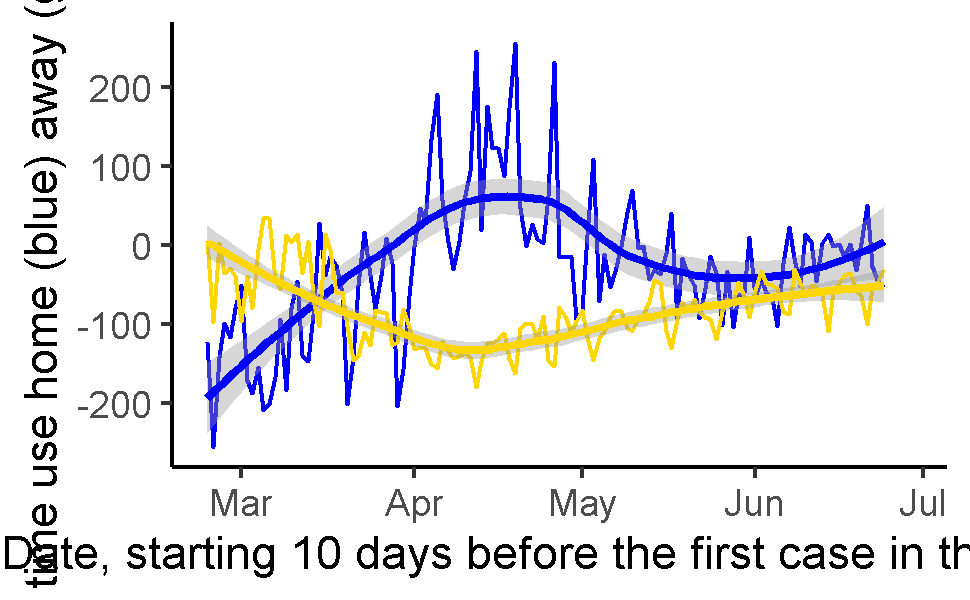 time use home (blue) away (
200
100
0
-100
-200
Mar Apr May Jun Jul
Date, starting 10 days before the first case in th